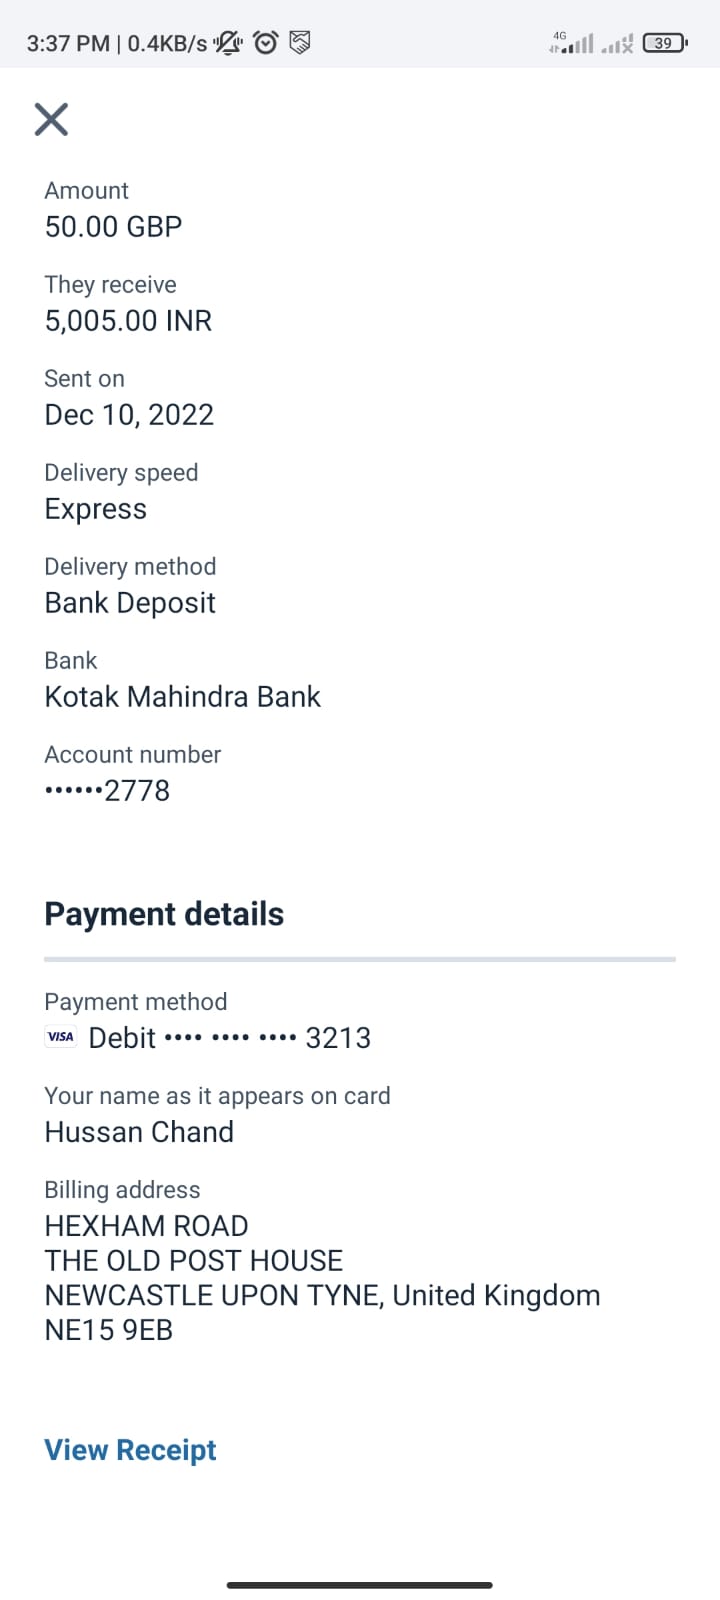 3:37 PM | 0.4KB/s 4G 39
Amount
50.00 GBP
They receive
5,005.00 INR
Sent on
Dec 10, 2022
Delivery speed
Express
Delivery method
Bank Deposit
Bank
Kotak Mahindra Bank
Account number
••••••2778
Payment details
Payment method
VISA Debit •••• •••• •••• 3213
Your name as it appears on card
Hussan Chand
Billing address
HEXHAM ROAD
THE OLD POST HOUSE
NEWCASTLE UPON TYNE, United Kingdom
NE15 9EB
View Receipt